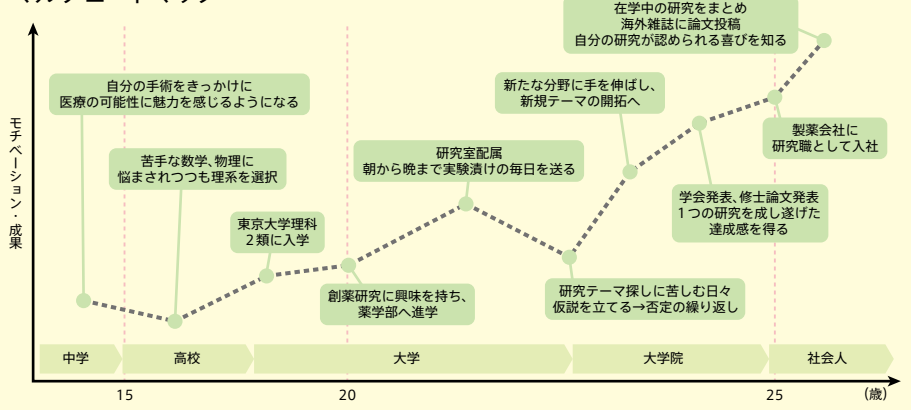 在学中の研究をまとめ
海外雑誌に論文投稿
自分の研究が認められる喜びを知る
自分の手術をきっかけに
医療の可能性に魅力を感じるようになる
新たな分野に手を伸ばし、
新規テーマの開拓へ
製薬会社に
研究職として入社
苦手な数学、物理に
悩まされつつも理系を選択
研究室配属
朝から晩まで実験漬けの毎日を送る
学会発表、修士論文発表
1つの研究を成し遂げた
達成感を得る
東京大学理科
2類に入学
創薬研究に興味を持ち、
薬学部へ進学
研究テーマ探しに苦しむ日々
仮説を立てる→否定の繰り返し
モチベーション・成果
中学
高校
大学
大学院
社会人
15
20
25
(歳)